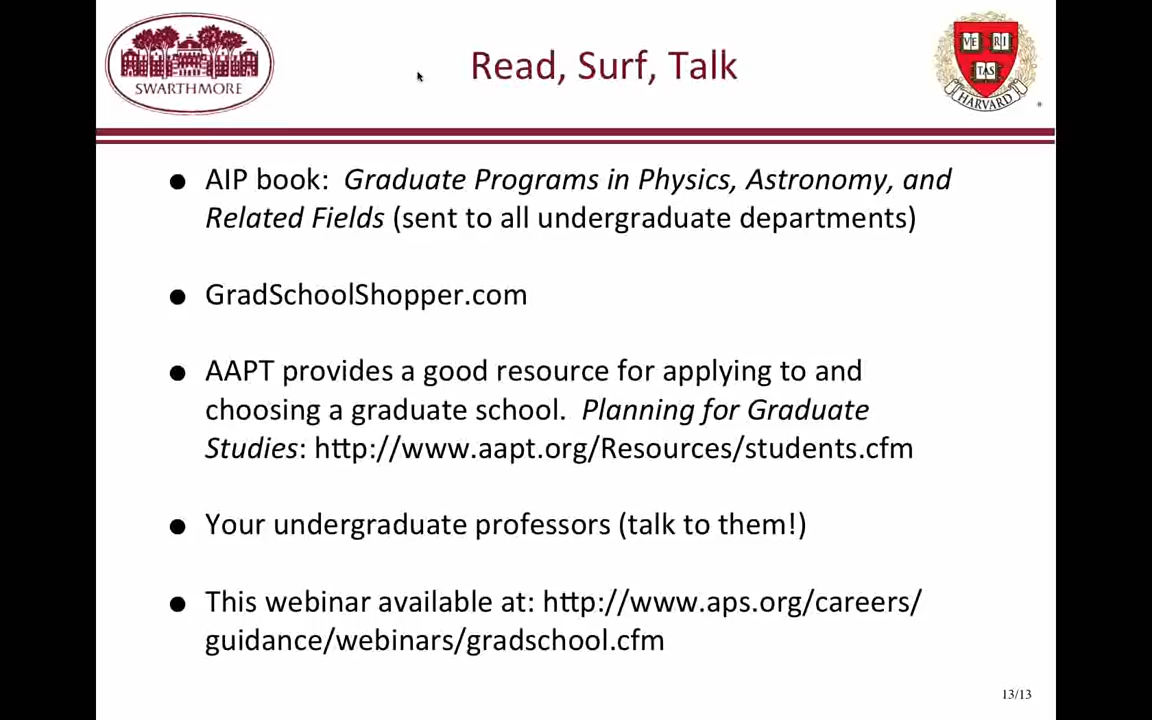 SWARTHMORE
Read, Surf, Talk
VE RI
TAS
HARVARD
®
● AIP book: Graduate Programs in Physics, Astronomy, and
Related Fields (sent to all undergraduate departments)
● GradSchoolShopper.com
● AAPT provides a good resource for applying to and
choosing a graduate school. Planning for Graduate
Studies: http://www.aapt.org/Resources/students.cfm
● Your undergraduate professors (talk to them!)
● This webinar available at: http://www.aps.org/careers/
guidance/webinars/gradschool.cfm
13/13